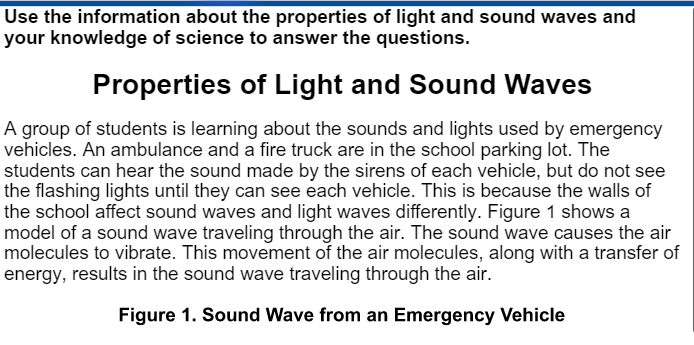 Use the information about the properties of light and sound waves and
your knowledge of science to answer the questions.
Properties of Light and Sound Waves
A group of students is learning about the sounds and lights used by emergency
vehicles. An ambulance and a fire truck are in the school parking lot. The
students can hear the sound made by the sirens of each vehicle, but do not see
the flashing lights until they can see each vehicle. This is because the walls of
the school affect sound waves and light waves differently. Figure 1 shows a
model of a sound wave traveling through the air. The sound wave causes the air
molecules to vibrate. This movement of the air molecules, along with a transfer of
energy, results in the sound wave traveling through the air.
Figure 1. Sound Wave from an Emergency Vehicle